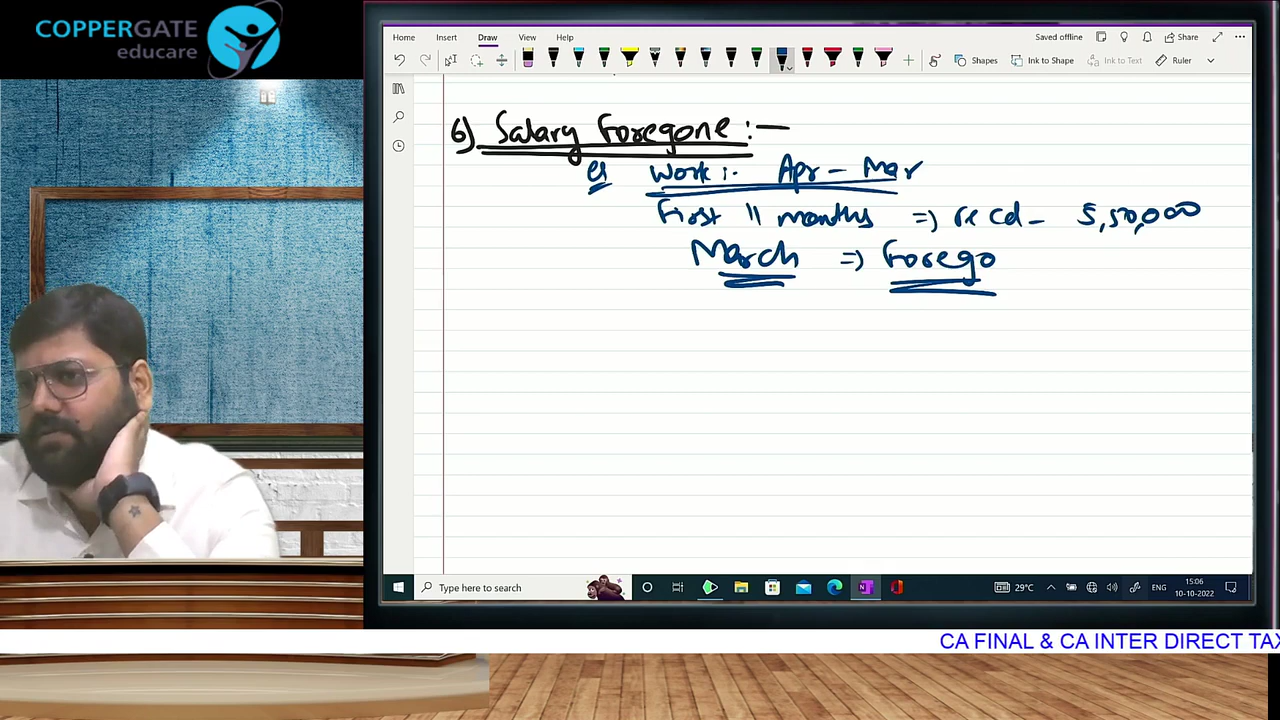 COPPERGATE
educare
Home Insert Draw View Help
Saved offline
Share
Shapes
Ink to Shape
Ink to Text
Ruler
6) Salary Foregone :-
eg Work :- Apr - Mar
First 11 months => recd - 5,50,000
March => Forego
Type here to search
29°C
ENG
15:06
10-10-2022
CA FINAL & CA INTER DIRECT TAX